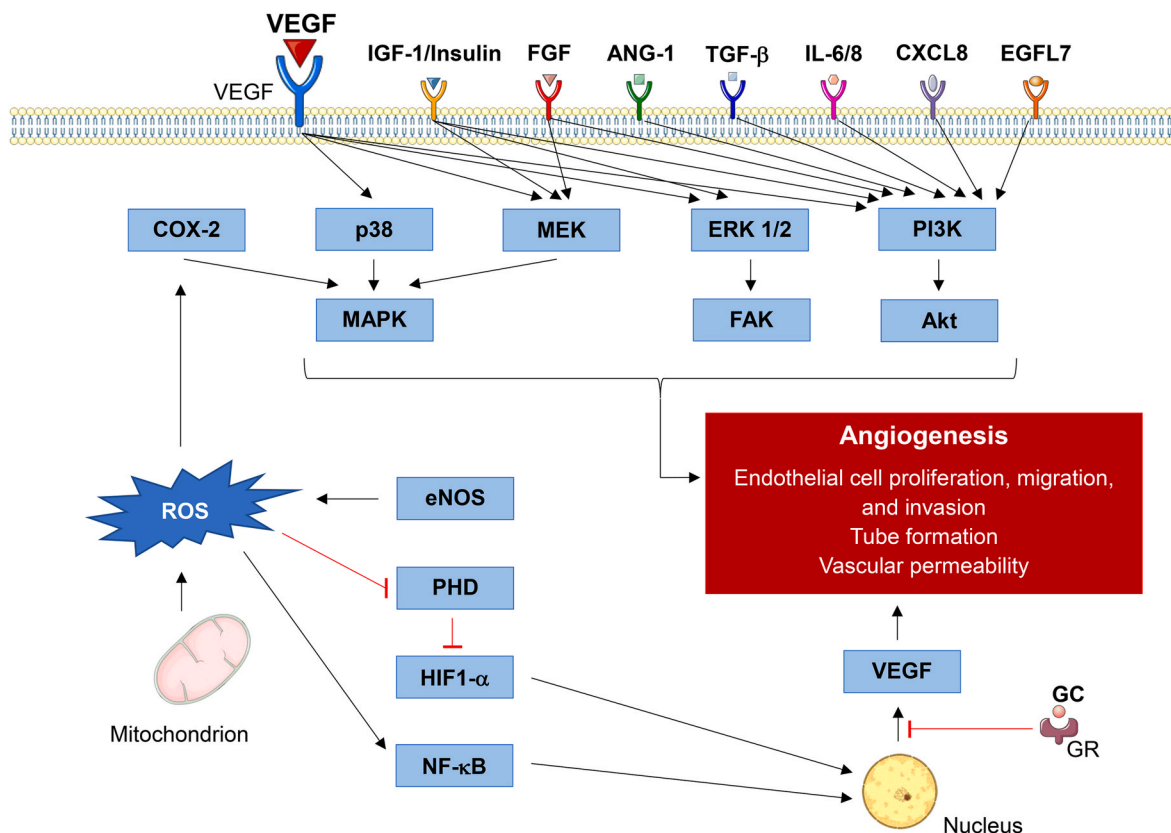 VEGF
VEGF
IGF-1/Insulin
FGF
ANG-1
TGF-β
IL-6/8
CXCL8
EGFL7
COX-2
p38
MEK
ERK 1/2
PI3K
MAPK
FAK
Akt
Angiogenesis
Endothelial cell proliferation, migration,
and invasion
Tube formation
Vascular permeability
ROS
eNOS
PHD
HIF1-α
NF-κB
Mitochondrion
VEGF
GC
GR
Nucleus